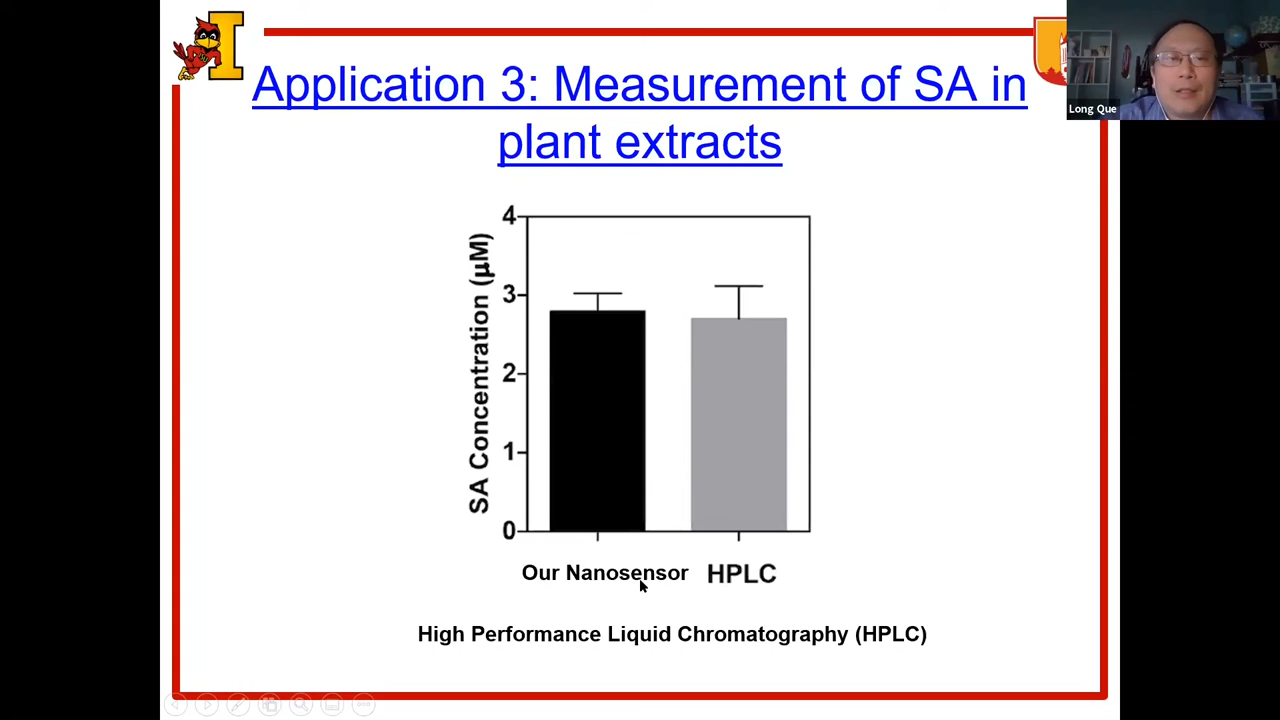 Application 3: Measurement of SA in
plant extracts
Long Que
SA Concentration (μM)
4
3
2
1
0
Our Nanosensor HPLC
High Performance Liquid Chromatography (HPLC)